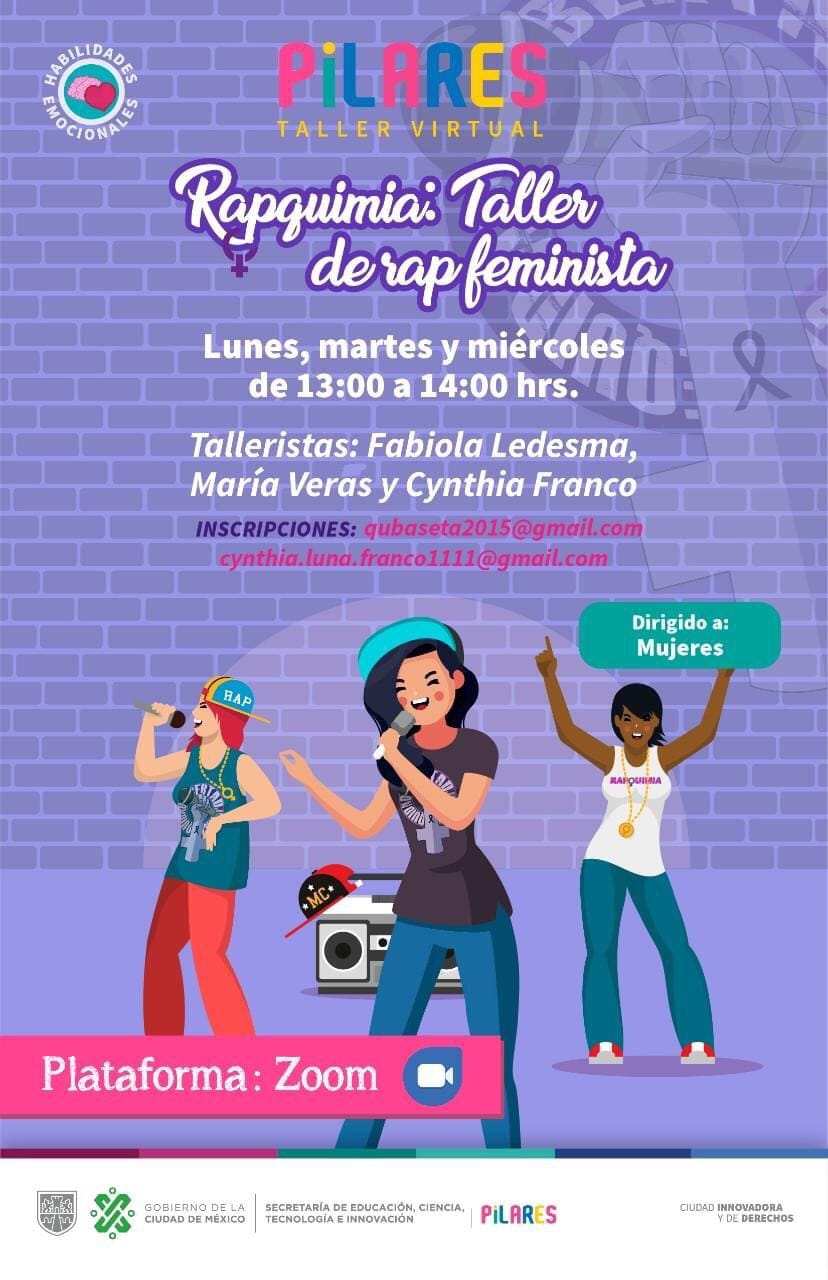 HABILIDADES
EMOCIONALES
PiLARES
TALLER VIRTUAL
Rapquimia: Taller
de rap feminista
Lunes, martes y miércoles
de 13:00 a 14:00 hrs.
Talleristas: Fabiola Ledesma,
María Veras y Cynthia Franco
INSCRIPCIONES: qubaseta2015@gmail.com
cynthia.luna.franco1111@gmail.com
Dirigido a:
Mujeres
RAP
RAPQUIMIA
MC
Plataforma: Zoom
GOBIERNO DE LA
CIUDAD DE MÉXICO
SECRETARÍA DE EDUCACIÓN, CIENCIA,
TECNOLOGÍA E INNOVACIÓN
PiLARES
CIUDAD INNOVADORA
Y DE DERECHOS